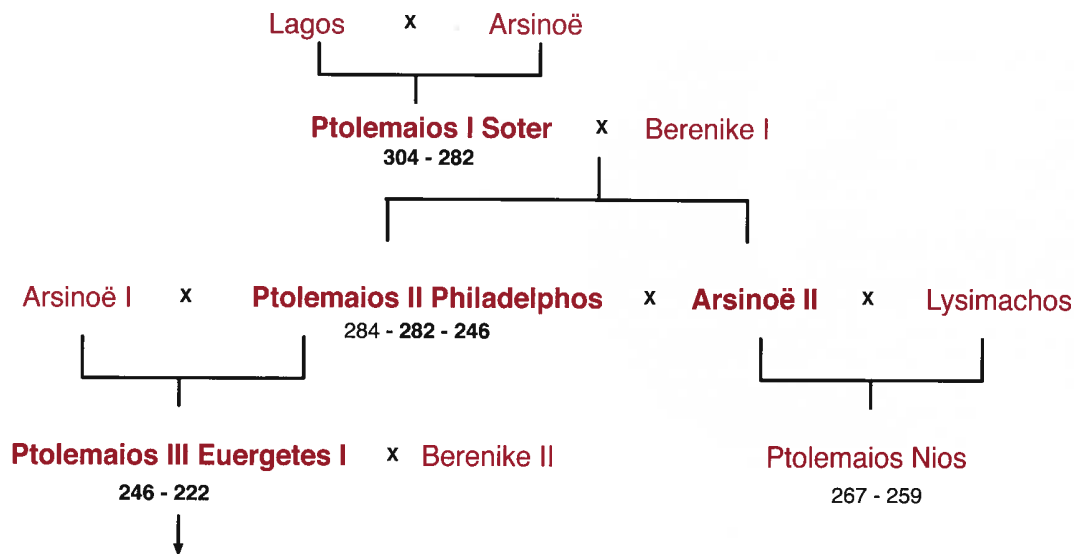 Lagos x Arsinoë
Ptolemaios I Soter x Berenike I
304 - 282
Arsinoë I x Ptolemaios II Philadelphos x Arsinoë II x Lysimachos
284 - 282 - 246
Ptolemaios III Euergetes I x Berenike II Ptolemaios Nios
246 - 222 267 - 259